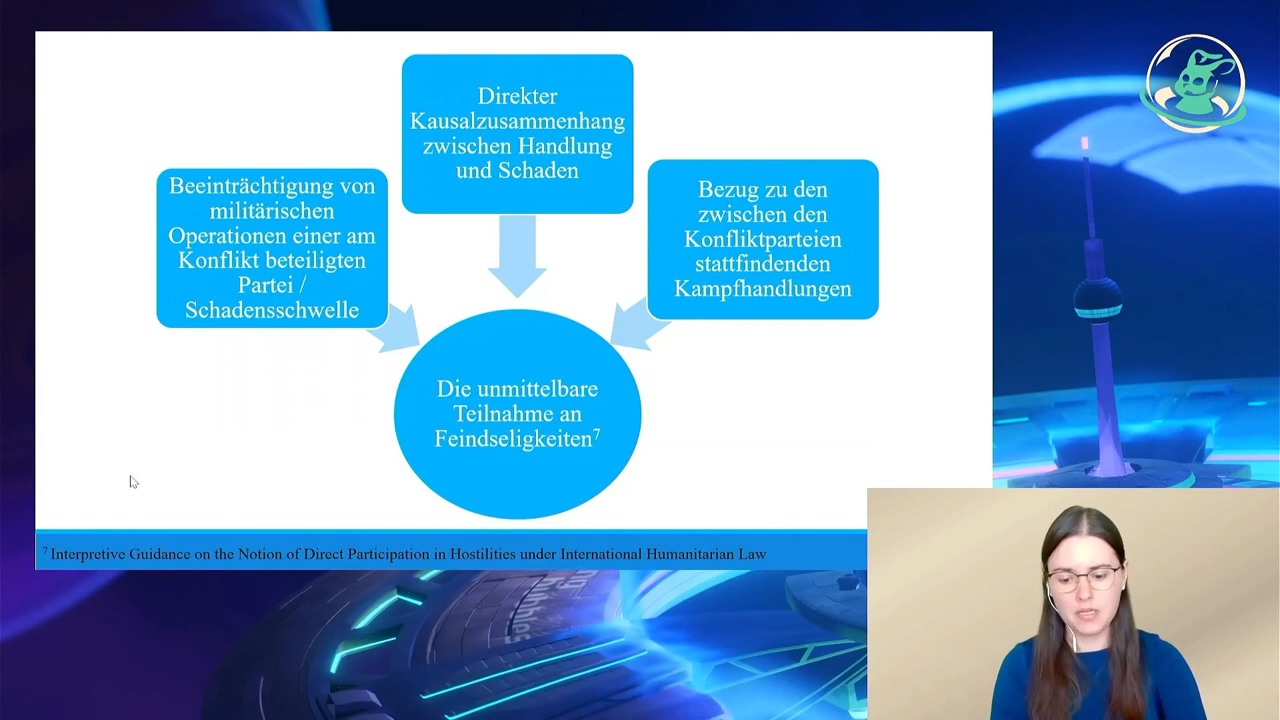 Direkter
Kausalzusammenhang
zwischen Handlung
und Schaden
Beeinträchtigung von
militärischen
Operationen einer am
Konflikt beteiligten
Partei /
Schadensschwelle
Bezug zu den
zwischen den
Konfliktparteien
stattfindenden
Kampfhandlungen
Die unmittelbare
Teilnahme an
Feindseligkeiten⁷
⁷ Interpretive Guidance on the Notion of Direct Participation in Hostilities under International Humanitarian Law